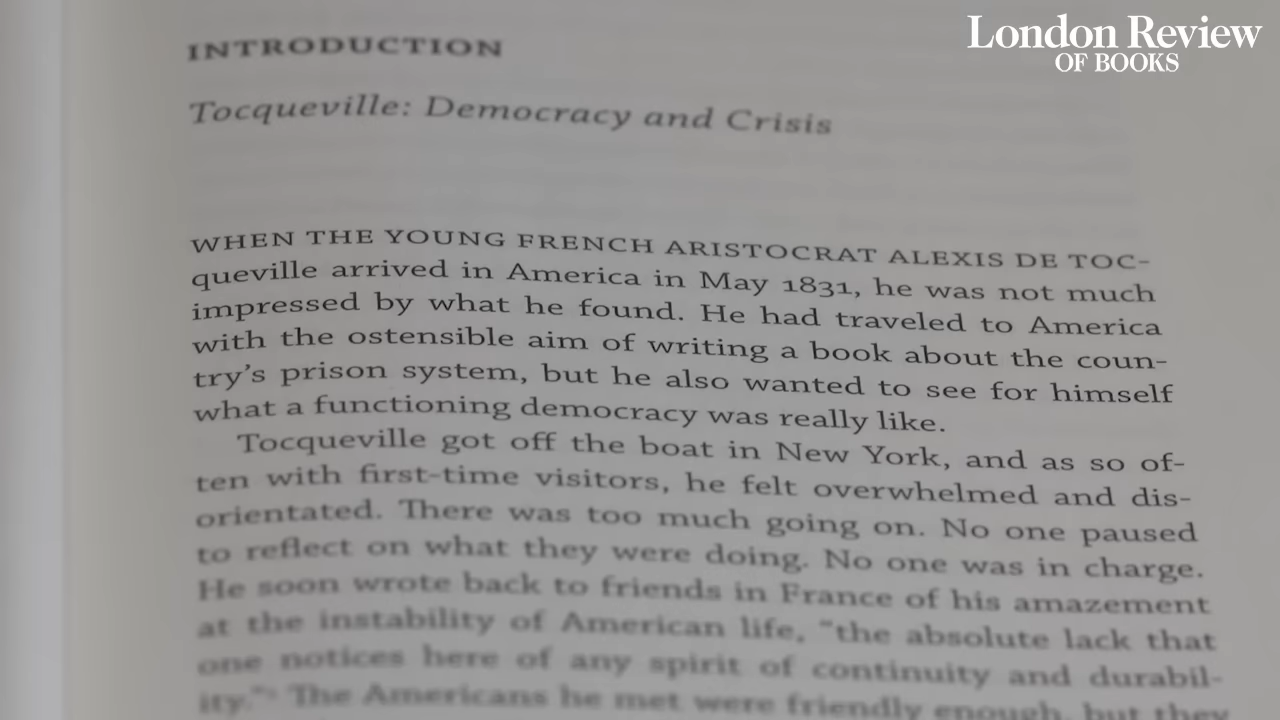 London Review
OF BOOKS
INTRODUCTION
Tocqueville: Democracy and Crisis
WHEN THE YOUNG FRENCH ARISTOCRAT ALEXIS DE TOC-
queville arrived in America in May 1831, he was not much
impressed by what he found. He had traveled to America
with the ostensible aim of writing a book about the coun-
try’s prison system, but he also wanted to see for himself
what a functioning democracy was really like.
Tocqueville got off the boat in New York, and as so of-
ten with first-time visitors, he felt overwhelmed and dis-
orientated. There was too much going on. No one paused
to reflect on what they were doing. No one was in charge.
He soon wrote back to friends in France of his amazement
at the instability of American life, “the absolute lack that
one notices here of any spirit of continuity and durabil-
ity.”¹ The Americans he met were friendly enough, but they